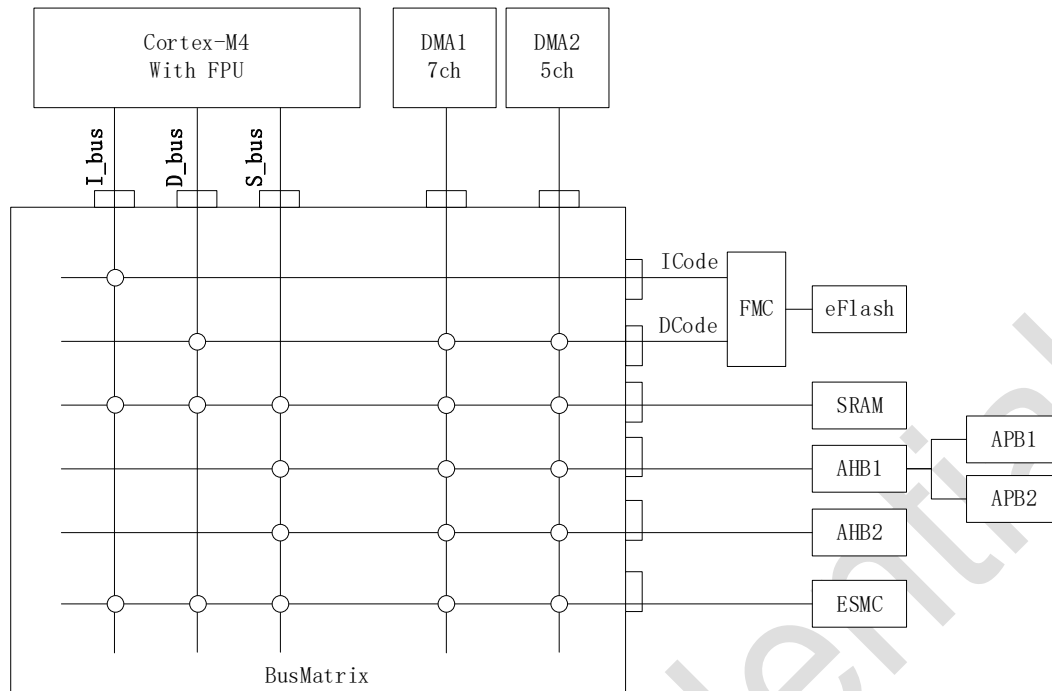 Cortex-M4
With FPU
DMA1
7ch
DMA2
5ch
I_bus
D_bus
S_bus
ICode
DCode
FMC
eFlash
SRAM
AHB1
APB1
APB2
AHB2
ESMC
BusMatrix